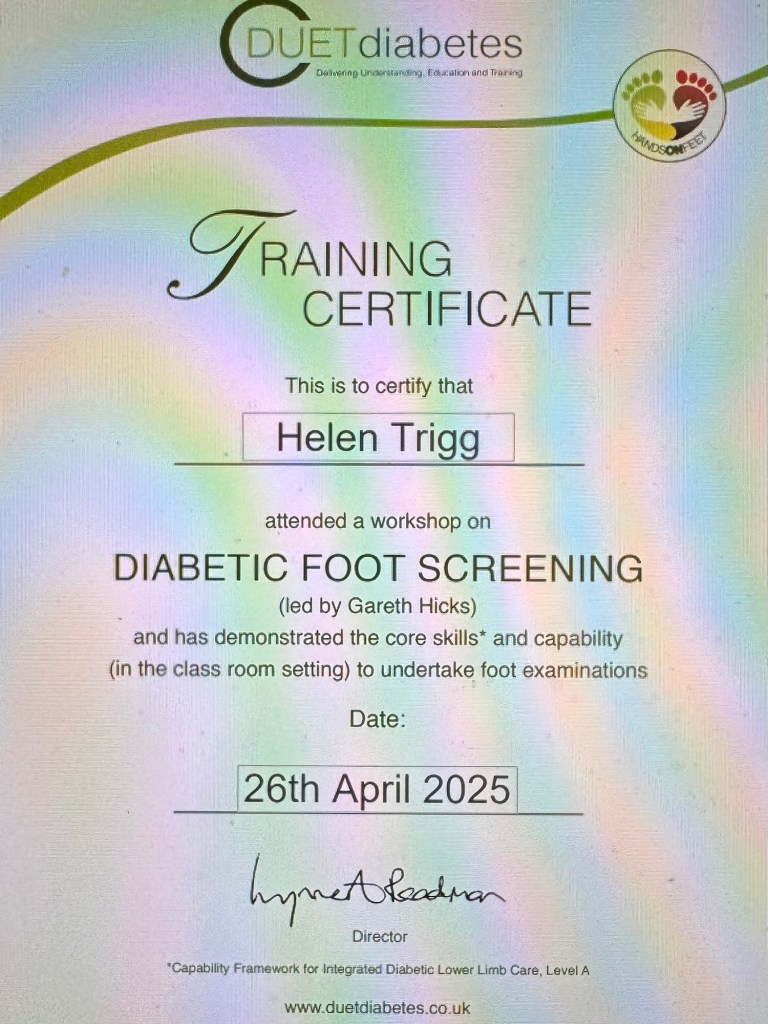 DUETdiabetes
Delivering Understanding, Education and Training
HANDSONFEET
TRAINING
CERTIFICATE
This is to certify that
Helen Trigg
attended a workshop on
DIABETIC FOOT SCREENING
(led by Gareth Hicks)
and has demonstrated the core skills* and capability
(in the class room setting) to undertake foot examinations
Date:
26th April 2025
Lynne A Readman
Director
*Capability Framework for Integrated Diabetic Lower Limb Care, Level A
www.duetdiabetes.co.uk